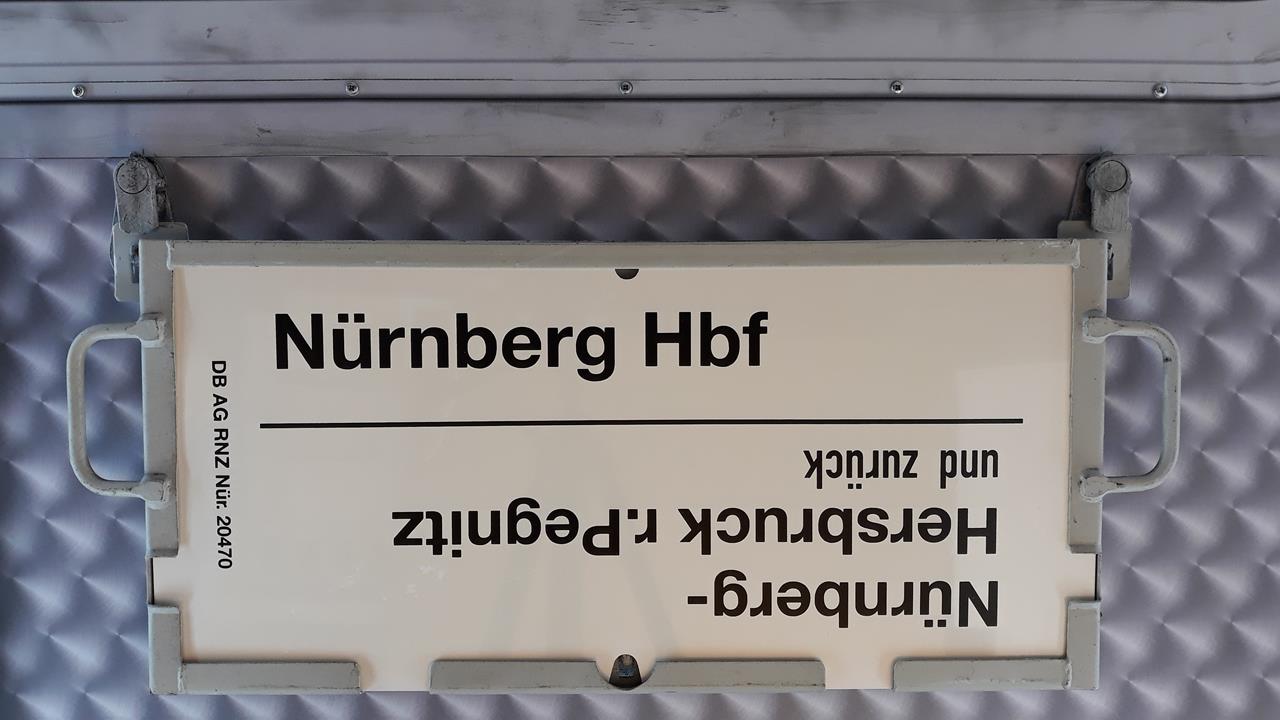 Nürnberg Hbf
DB AG RNZ Nür. 20470
Nürnberg-
Hersbruck r.Pegnitz
und zurück